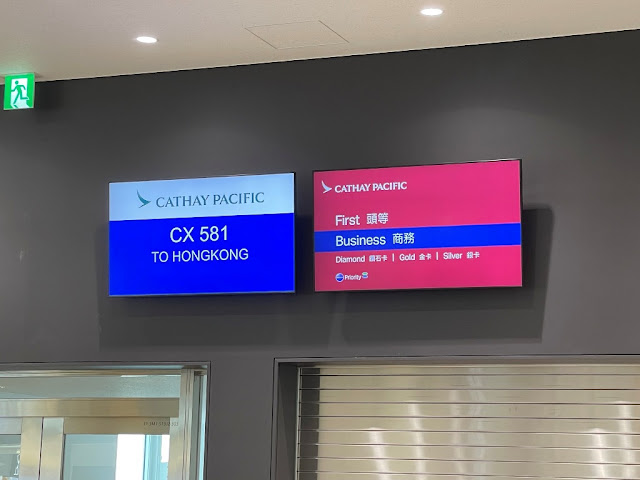 CATHAY PACIFIC
CX 581
TO HONGKONG
CATHAY PACIFIC
First 頭等
Business 商務
Diamond 鑽石卡 | Gold 金卡 | Silver 銀卡
Priority